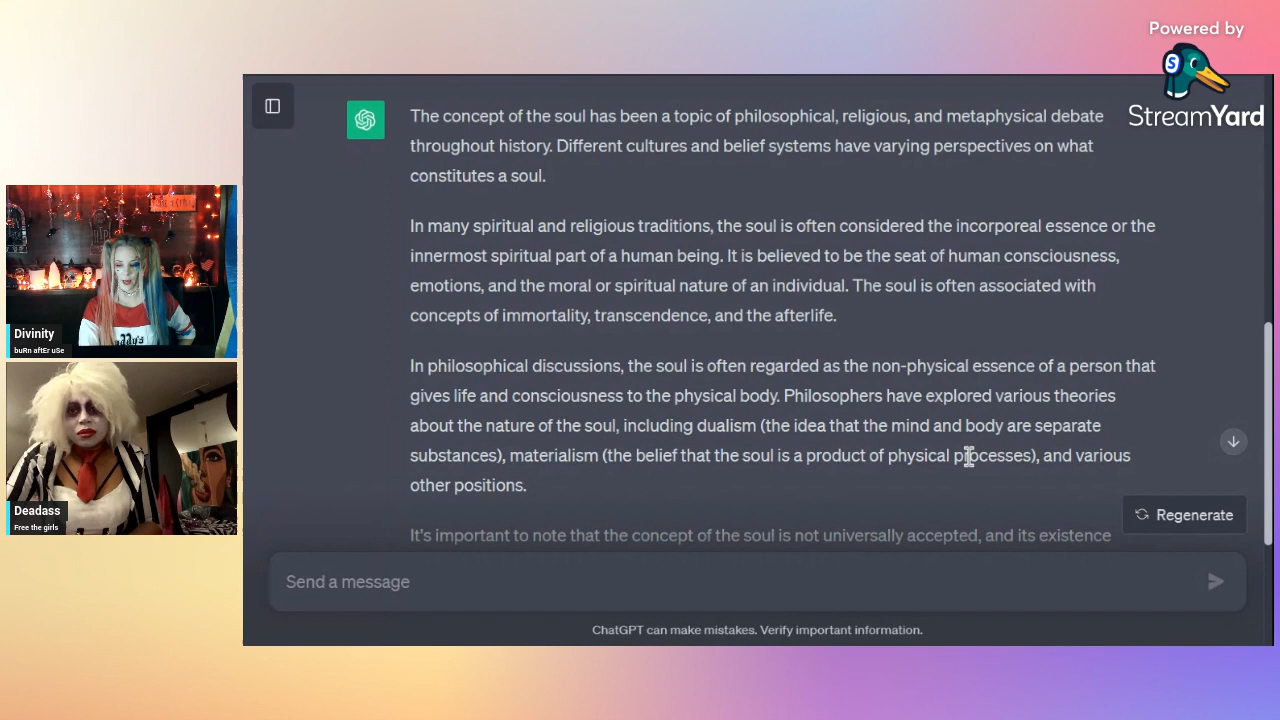 Powered by
S
StreamYard
The concept of the soul has been a topic of philosophical, religious, and metaphysical debate
throughout history. Different cultures and belief systems have varying perspectives on what
constitutes a soul.
In many spiritual and religious traditions, the soul is often considered the incorporeal essence or the
innermost spiritual part of a human being. It is believed to be the seat of human consciousness,
emotions, and the moral or spiritual nature of an individual. The soul is often associated with
concepts of immortality, transcendence, and the afterlife.
In philosophical discussions, the soul is often regarded as the non-physical essence of a person that
gives life and consciousness to the physical body. Philosophers have explored various theories
about the nature of the soul, including dualism (the idea that the mind and body are separate
substances), materialism (the belief that the soul is a product of physical processes), and various
other positions.
It's important to note that the concept of the soul is not universally accepted, and its existence
Regenerate
Send a message
ChatGPT can make mistakes. Verify important information.
Divinity
buRn aftEr uSe
Deadass
Free the girls